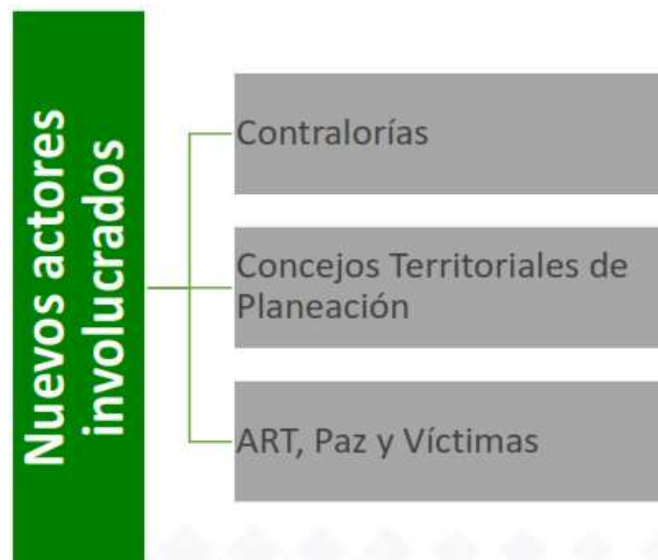 Nuevos actores
involucrados
Contralorías
Concejos Territoriales de
Planeación
ART, Paz y Víctimas